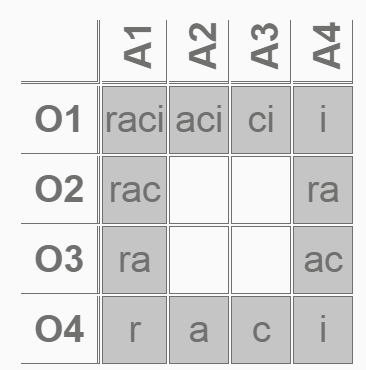 A1 A2 A3 A4
O1 raci aci ci i
O2 rac ra
O3 ra ac
O4 r a c i